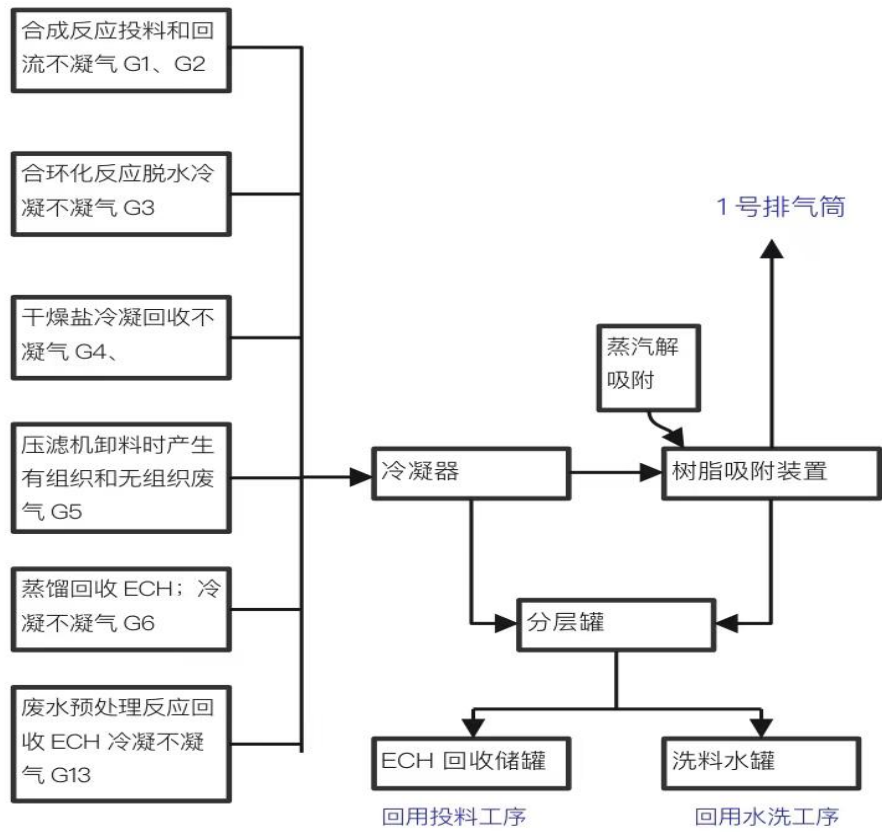 合成反应投料和回
流不凝气 G1、G2
合环化反应脱水冷
凝不凝气 G3
1 号排气筒
干燥盐冷凝回收不
凝气 G4、
蒸汽解
吸附
压滤机卸料时产生
有组织和无组织废
气 G5
冷凝器
树脂吸附装置
蒸馏回收 ECH；冷
凝不凝气 G6
分层罐
废水预处理反应回
收 ECH 冷凝不凝
气 G13
ECH 回收储罐
洗料水罐
回用投料工序
回用水洗工序